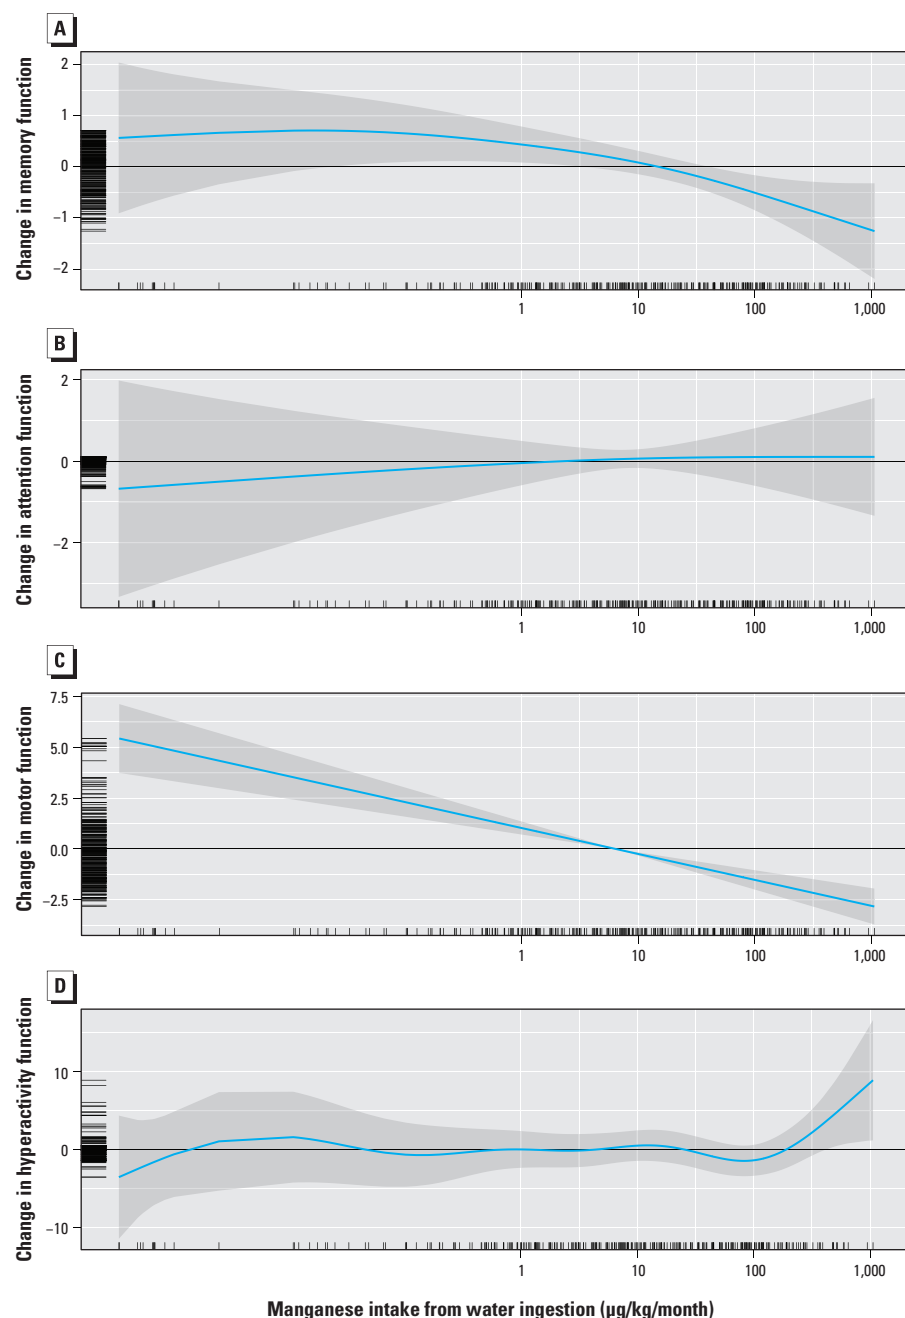 A
Change in memory function
2
1
0
−1
−2
1 10 100 1,000
B
Change in attention function
2
0
−2
1 10 100 1,000
C
Change in motor function
7.5
5.0
2.5
0.0
−2.5
1 10 100 1,000
D
Change in hyperactivity function
10
0
−10
1 10 100 1,000
Manganese intake from water ingestion (μg/kg/month)